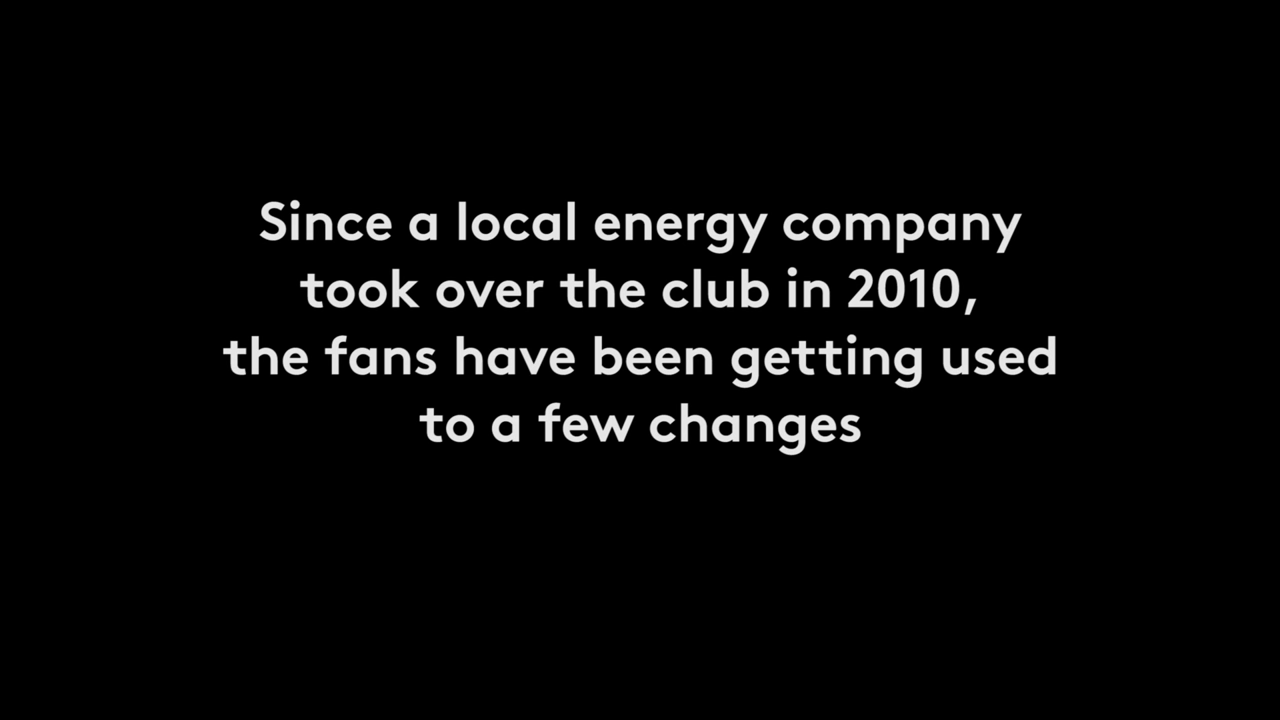 Since a local energy company
took over the club in 2010,
the fans have been getting used
to a few changes